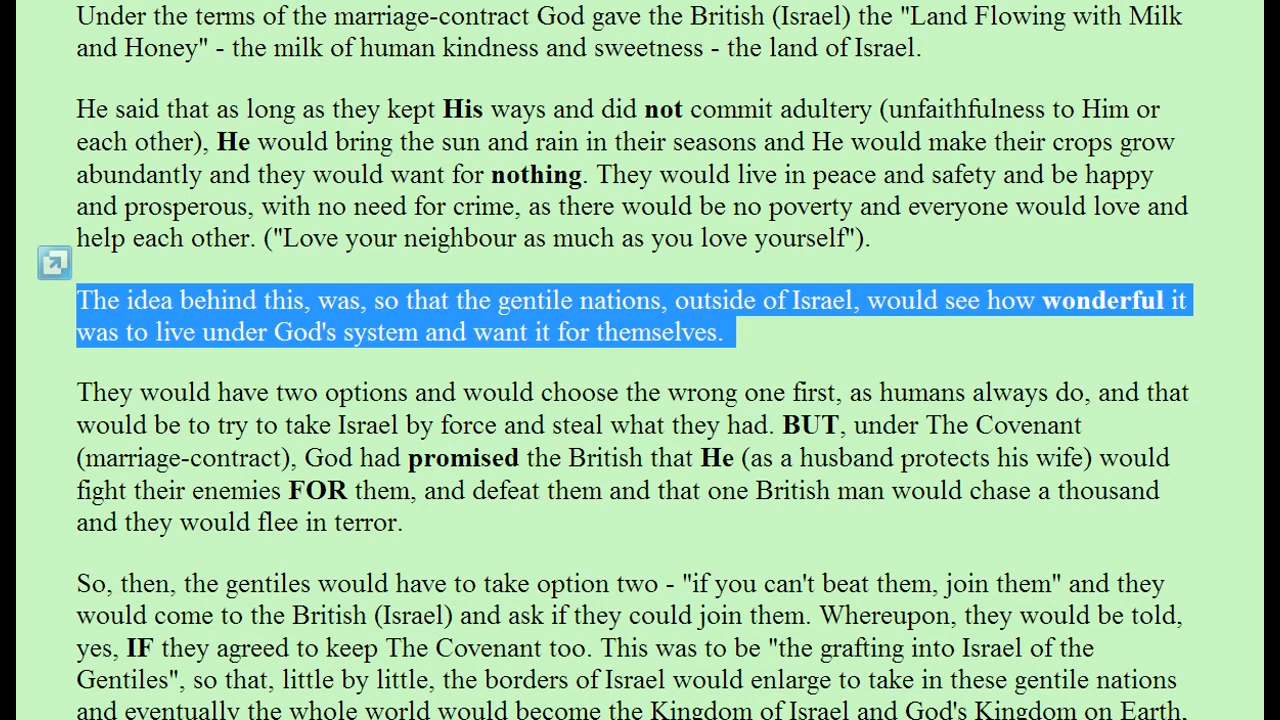 Under the terms of the marriage-contract God gave the British (Israel) the "Land Flowing with Milk
and Honey" - the milk of human kindness and sweetness - the land of Israel.
He said that as long as they kept His ways and did not commit adultery (unfaithfulness to Him or
each other), He would bring the sun and rain in their seasons and He would make their crops grow
abundantly and they would want for nothing. They would live in peace and safety and be happy
and prosperous, with no need for crime, as there would be no poverty and everyone would love and
help each other. ("Love your neighbour as much as you love yourself").
The idea behind this, was, so that the gentile nations, outside of Israel, would see how wonderful it
was to live under God's system and want it for themselves.
They would have two options and would choose the wrong one first, as humans always do, and that
would be to try to take Israel by force and steal what they had. BUT, under The Covenant
(marriage-contract), God had promised the British that He (as a husband protects his wife) would
fight their enemies FOR them, and defeat them and that one British man would chase a thousand
and they would flee in terror.
So, then, the gentiles would have to take option two - "if you can't beat them, join them" and they
would come to the British (Israel) and ask if they could join them. Whereupon, they would be told,
yes, IF they agreed to keep The Covenant too. This was to be "the grafting into Israel of the
Gentiles", so that, little by little, the borders of Israel would enlarge to take in these gentile nations
and eventually the whole world would become the Kingdom of Israel and God's Kingdom on Earth,